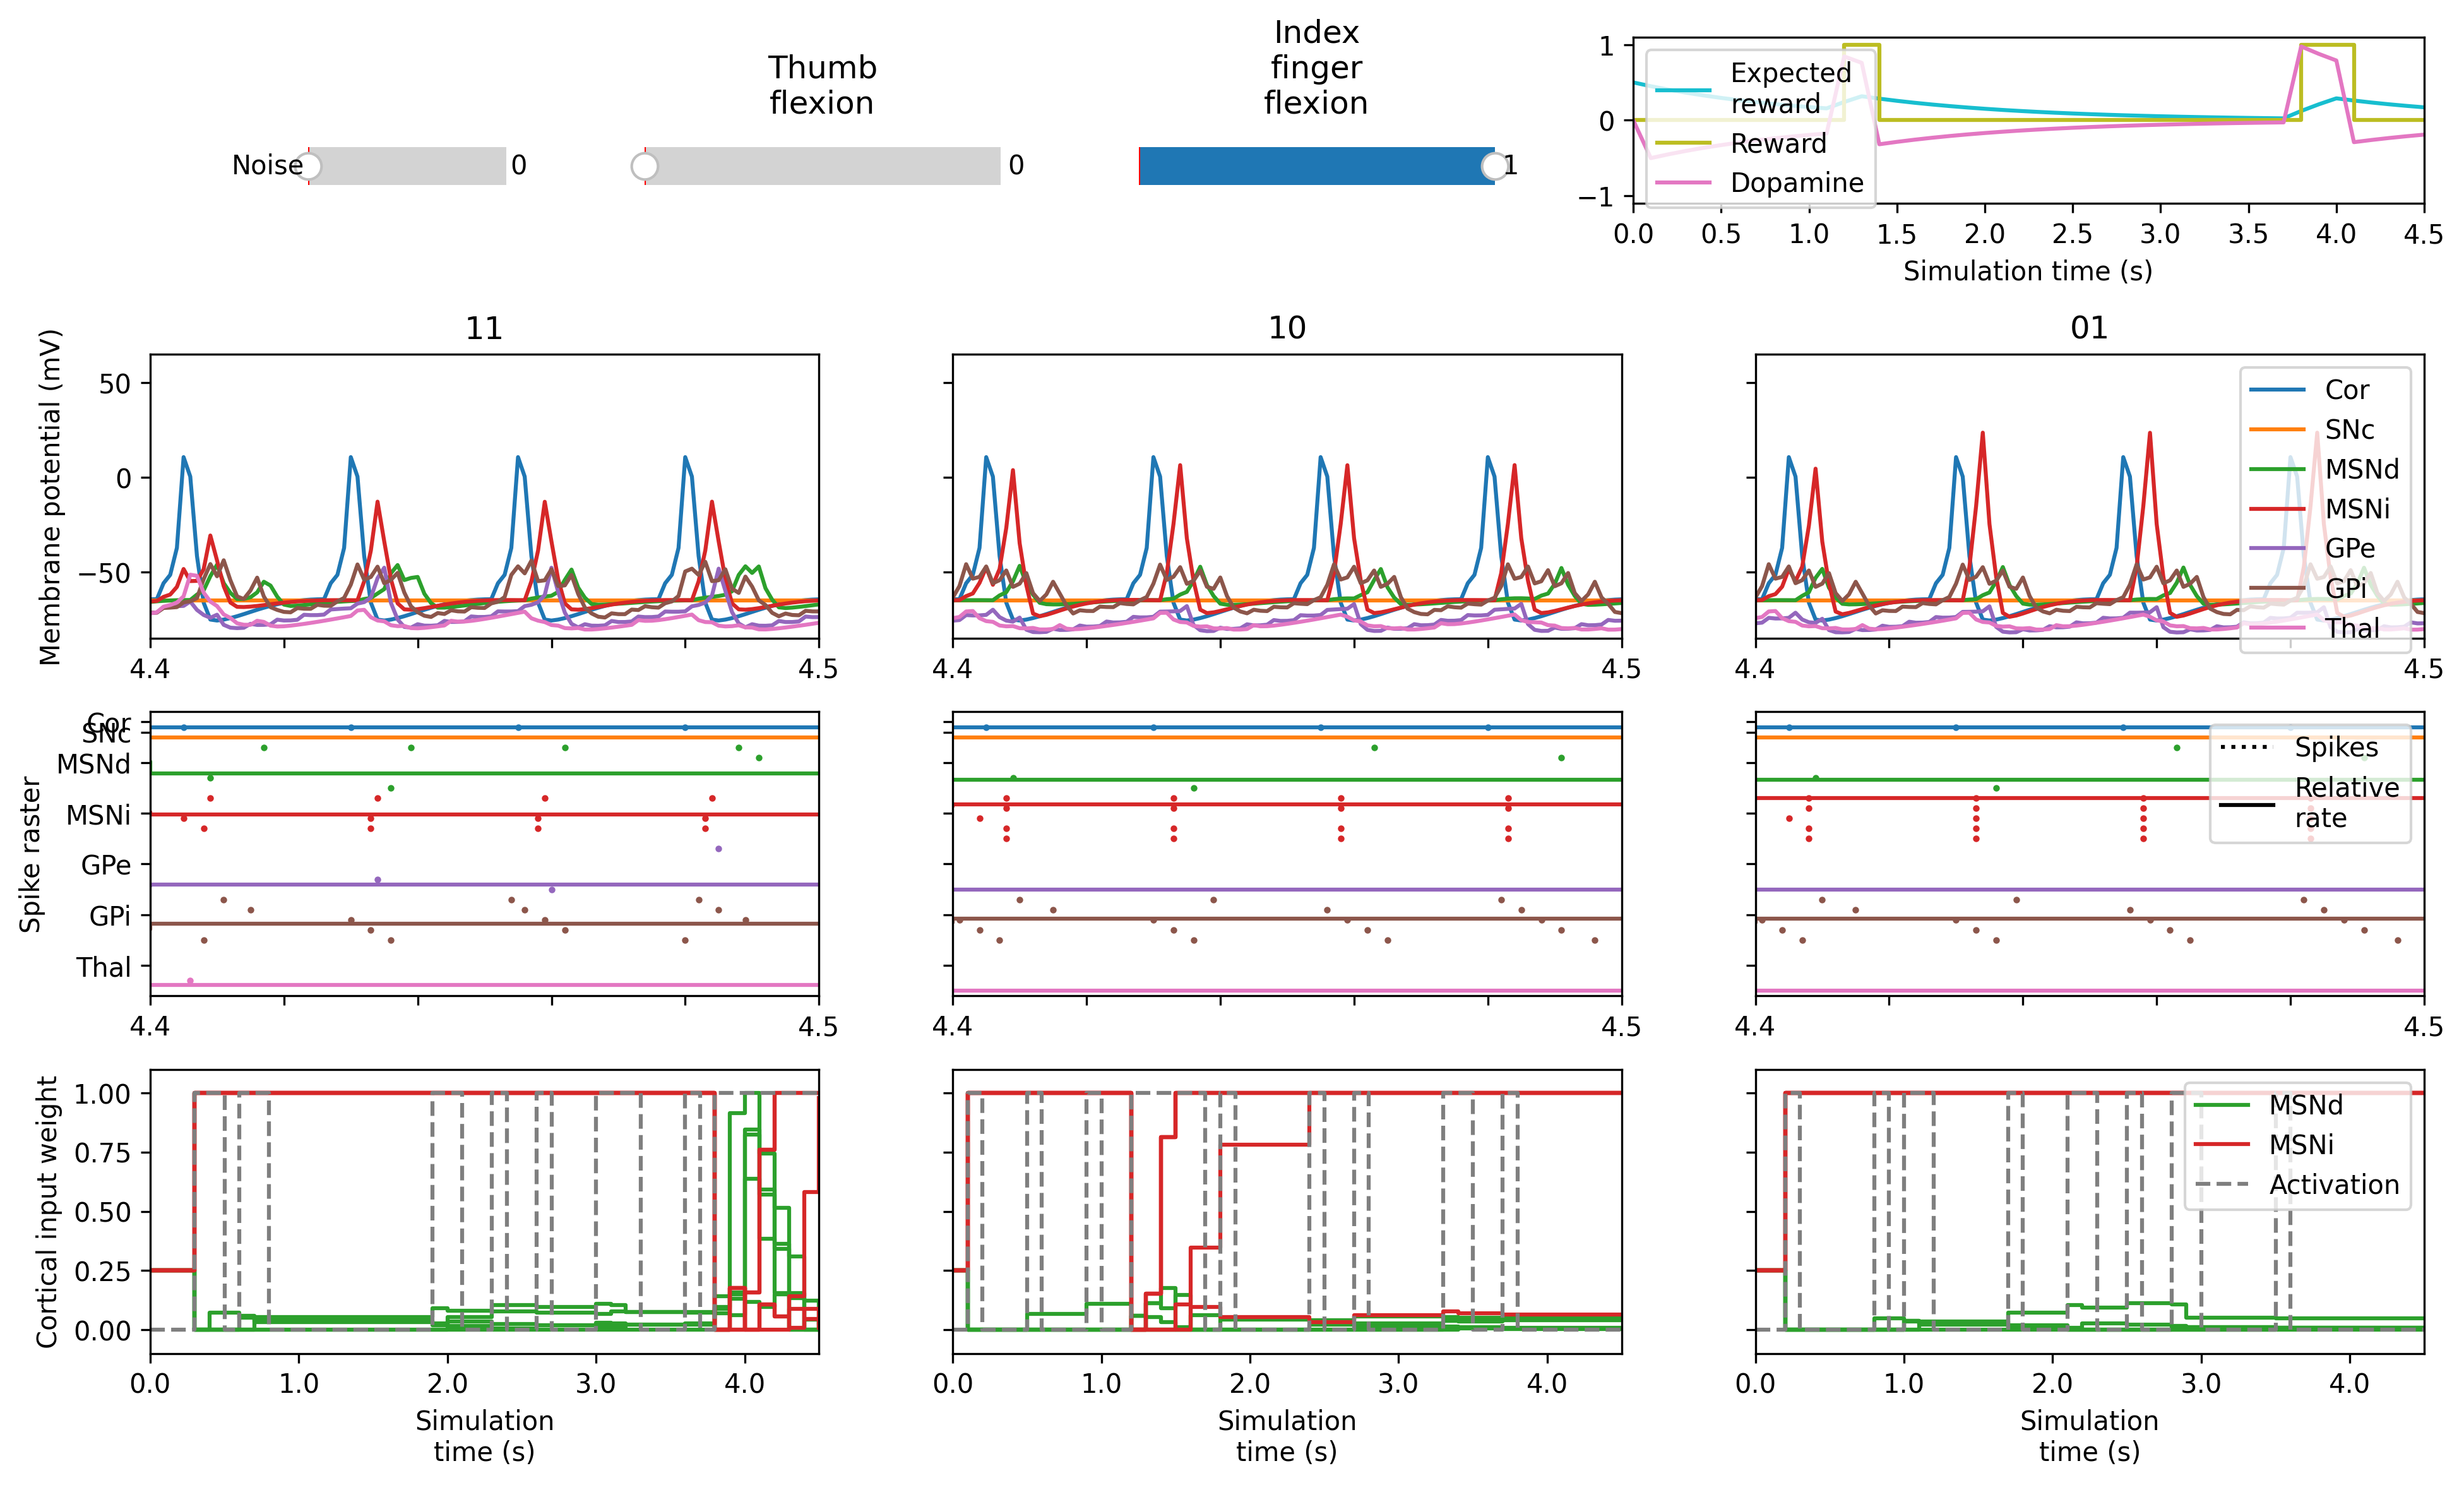 Noise
0
Thumb
flexion
0
Index
finger
flexion
1
1
0
−1
Expected
reward
Reward
Dopamine
0.0 0.5 1.0 1.5 2.0 2.5 3.0 3.5 4.0 4.5
Simulation time (s)
11
10
01
Membrane potential (mV)
50
0
−50
Cor
SNc
MSNd
MSNi
GPe
GPi
Thal
4.4 4.5
4.4 4.5
4.4 4.5
Spike raster
Cor
SNc
MSNd
MSNi
GPe
GPi
Thal
Spikes
Relative
rate
4.4 4.5
4.4 4.5
4.4 4.5
Cortical input weight
1.00
0.75
0.50
0.25
0.00
MSNd
MSNi
Activation
0.0 1.0 2.0 3.0 4.0
0.0 1.0 2.0 3.0 4.0
0.0 1.0 2.0 3.0 4.0
Simulation
time (s)
Simulation
time (s)
Simulation
time (s)